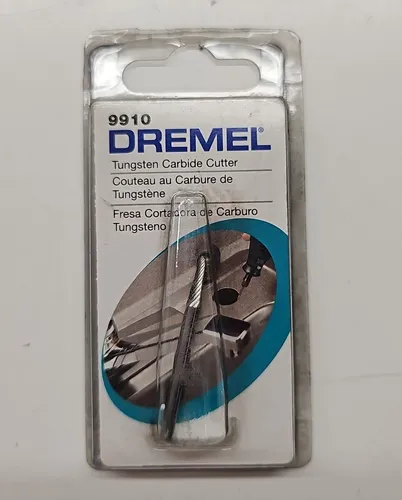 9910
DREMEL®
Tungsten Carbide Cutter
Couteau au Carbure de
Tungstène
Fresa Cortadora de Carburo
Tungsteno